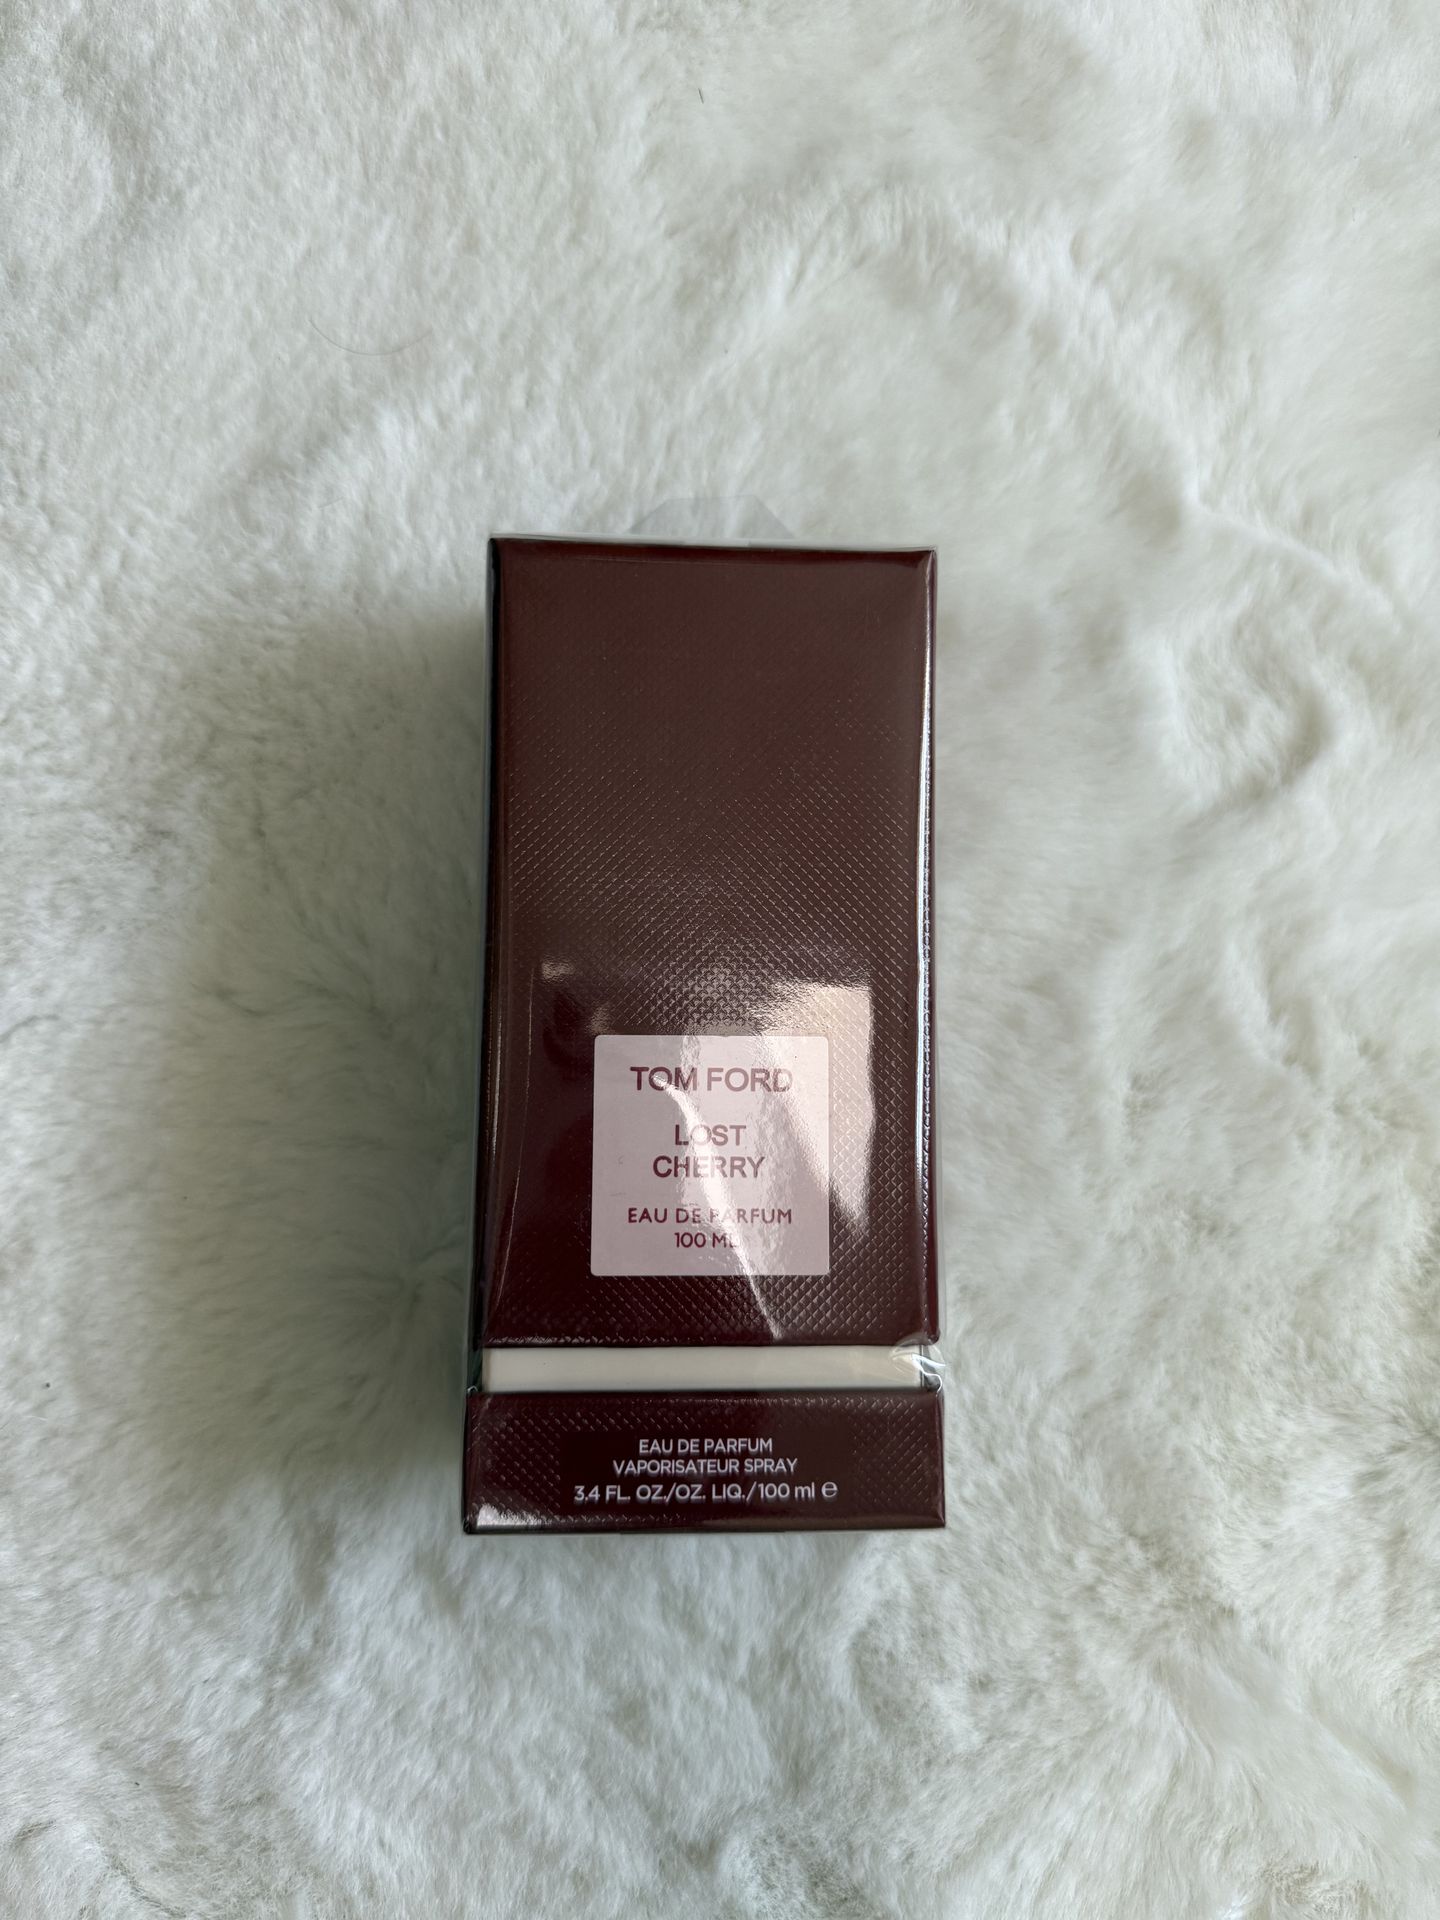 TOM FORD
LOST
CHERRY
EAU DE PARFUM
100 ML
EAU DE PARFUM
VAPORISATEUR SPRAY
3.4 FL. OZ./OZ. LIQ./100 ml ℮